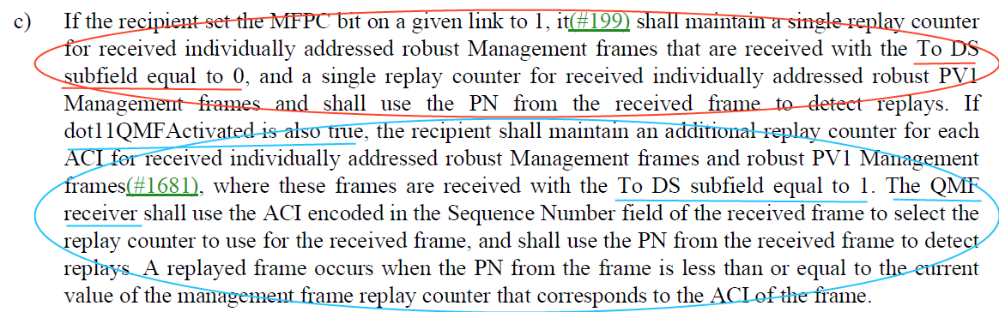 c) If the recipient set the MFPC bit on a given link to 1, it(#199) shall maintain a single replay counter
for received individually addressed robust Management frames that are received with the To DS
subfield equal to 0, and a single replay counter for received individually addressed robust PV1
Management frames and shall use the PN from the received frame to detect replays. If
dot11QMFActivated is also true, the recipient shall maintain an additional replay counter for each
ACI for received individually addressed robust Management frames and robust PV1 Management
frames(#1681), where these frames are received with the To DS subfield equal to 1. The QMF
receiver shall use the ACI encoded in the Sequence Number field of the received frame to select the
replay counter to use for the received frame, and shall use the PN from the received frame to detect
replays. A replayed frame occurs when the PN from the frame is less than or equal to the current
value of the management frame replay counter that corresponds to the ACI of the frame.